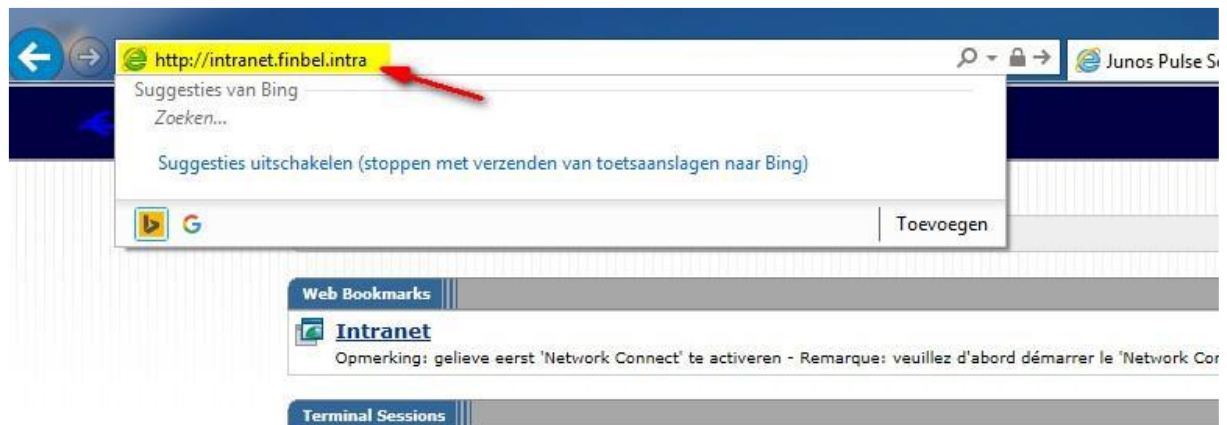 http://intranet.finbel.intra
Junos Pulse
Suggesties van Bing
Zoeken...
Suggesties uitschakelen (stoppen met verzenden van toetsaanslagen naar Bing)
Toevoegen
Web Bookmarks
Intranet
Opmerking: gelieve eerst 'Network Connect' te activeren - Remarque: veuillez d'abord démarrer le 'Network
Terminal Sessions